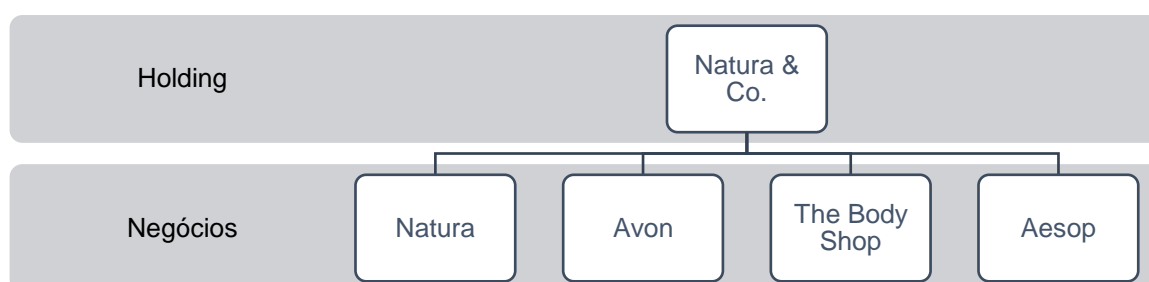 Holding
Natura &
Co.
Negócios
Natura
Avon
The Body
Shop
Aesop